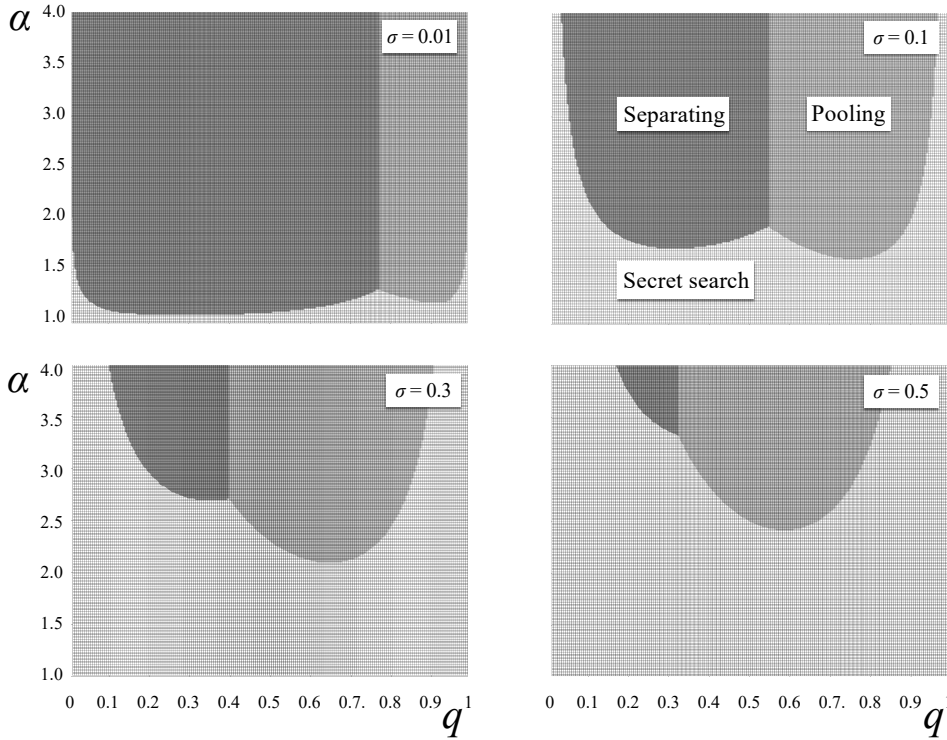 α
4.0
3.5
3.0
2.5
2.0
1.5
1.0
σ = 0.01
σ = 0.1
Separating
Pooling
Secret search
α
4.0
3.5
3.0
2.5
2.0
1.5
1.0
σ = 0.3
σ = 0.5
0 0.1 0.2 0.3 0.4 0.5 0.6 0.7. 0.8 0.9 1
q
0 0.1 0.2 0.3 0.4 0.5 0.6 0.7. 0.8 0.9 1
q